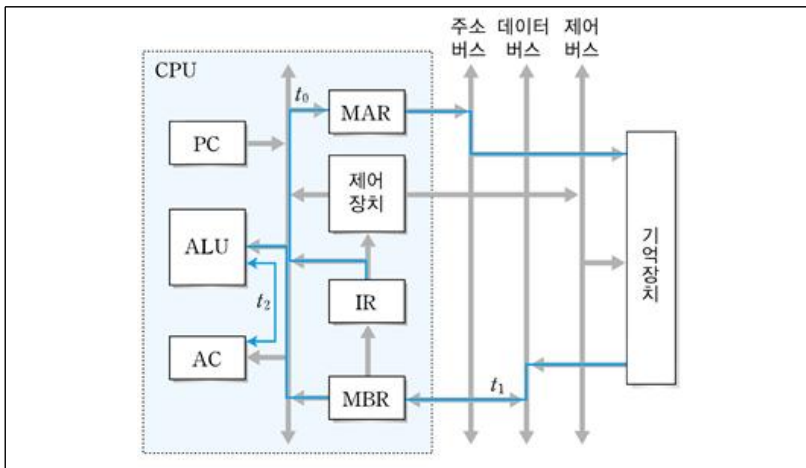 주소 데이터 제어
버스 버스 버스
CPU
t₀
MAR
PC
제어
장치
ALU
기억장치
t₂
IR
AC
MBR
t₁